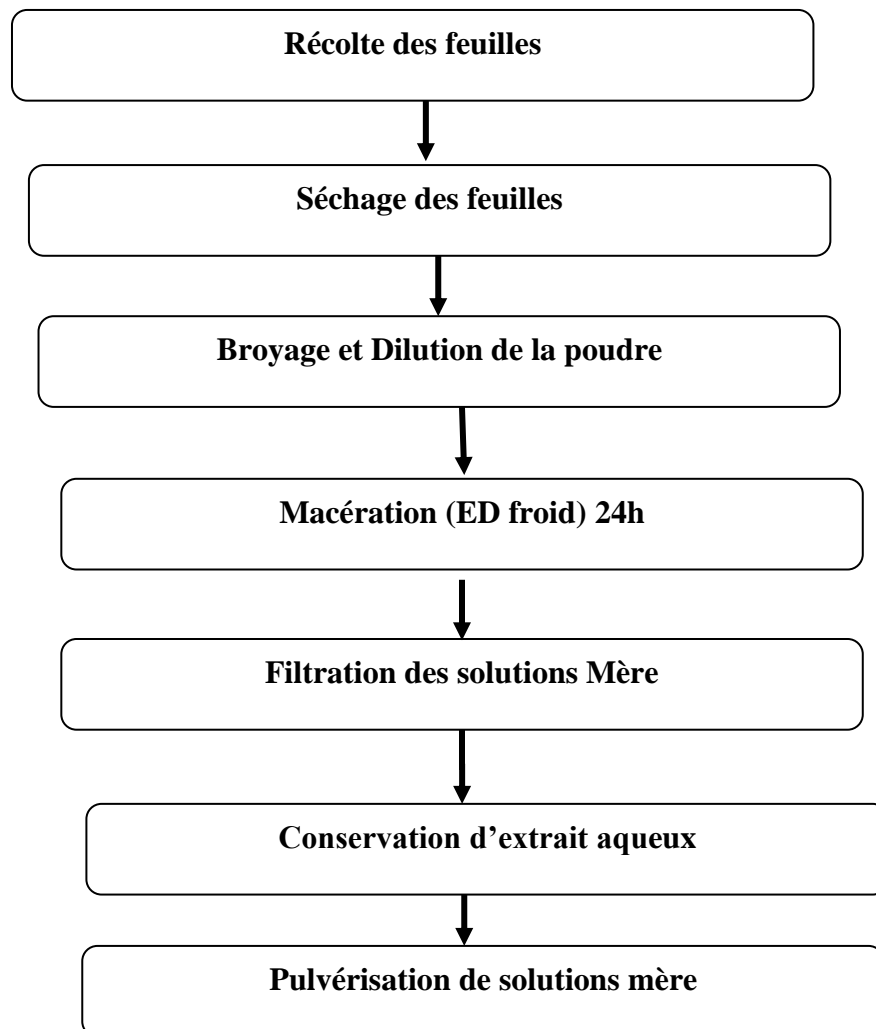 Récolte des feuilles
Séchage des feuilles
Broyage et Dilution de la poudre
Macération (ED froid) 24h
Filtration des solutions Mère
Conservation d’extrait aqueux
Pulvérisation de solutions mère